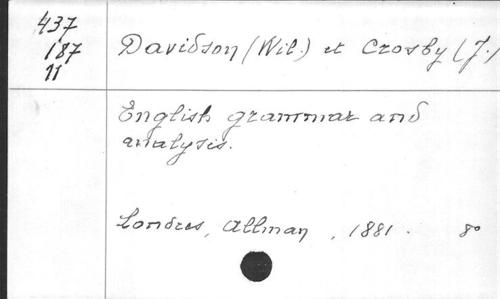 437
187
11
Davidson (Wil.) et Crosby (J.)
English grammar and
analysis.
Londres, Allman, 1881. 8°